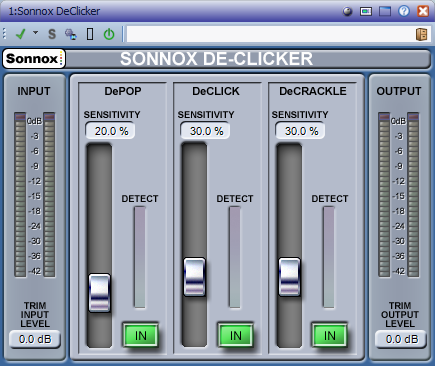 1:Sonnox DeClicker
S
Sonnox
SONNOX DE-CLICKER
INPUT
0dB
-3
-6
-9
-12
-15
-18
-24
-30
-36
-42
TRIM
INPUT
LEVEL
0.0 dB
DePOP
SENSITIVITY
20.0 %
DETECT
IN
DeCLICK
SENSITIVITY
30.0 %
DETECT
IN
DeCRACKLE
SENSITIVITY
30.0 %
DETECT
IN
OUTPUT
0dB
-3
-6
-9
-12
-15
-18
-24
-30
-36
-42
TRIM
OUTPUT
LEVEL
0.0 dB